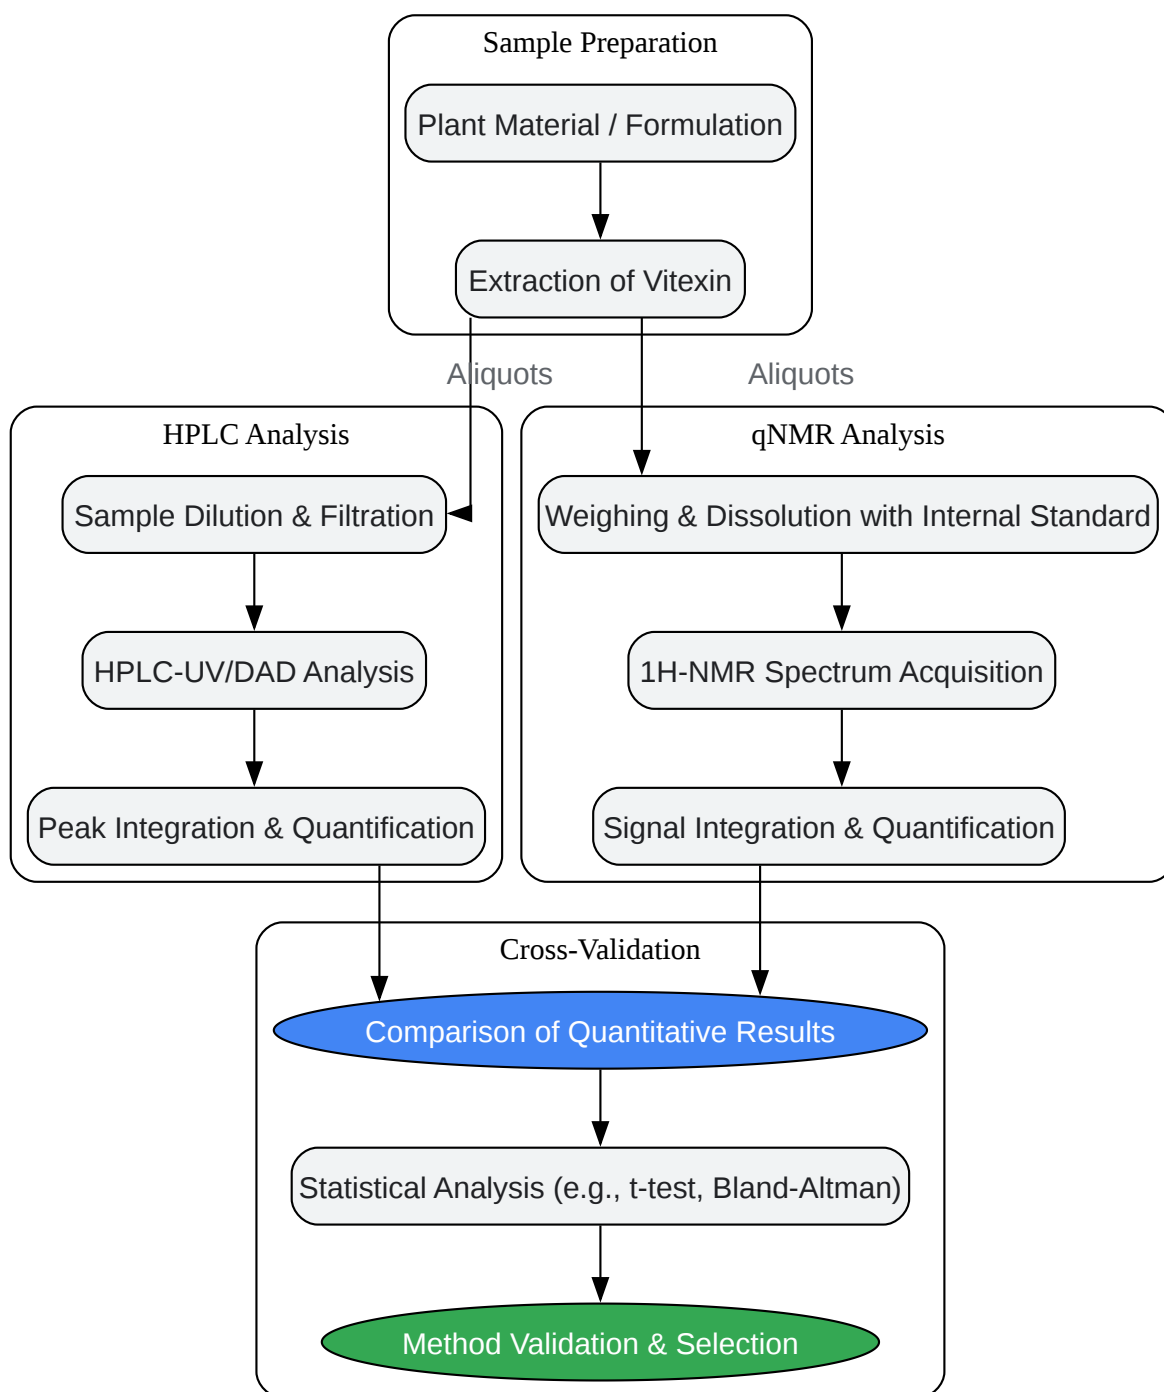 Sample Preparation
Plant Material / Formulation
Extraction of Vitexin
Aliquots
Aliquots
HPLC Analysis
Sample Dilution & Filtration
HPLC-UV/DAD Analysis
Peak Integration & Quantification
qNMR Analysis
Weighing & Dissolution with Internal Standard
1H-NMR Spectrum Acquisition
Signal Integration & Quantification
Cross-Validation
Comparison of Quantitative Results
Statistical Analysis (e.g., t-test, Bland-Altman)
Method Validation & Selection